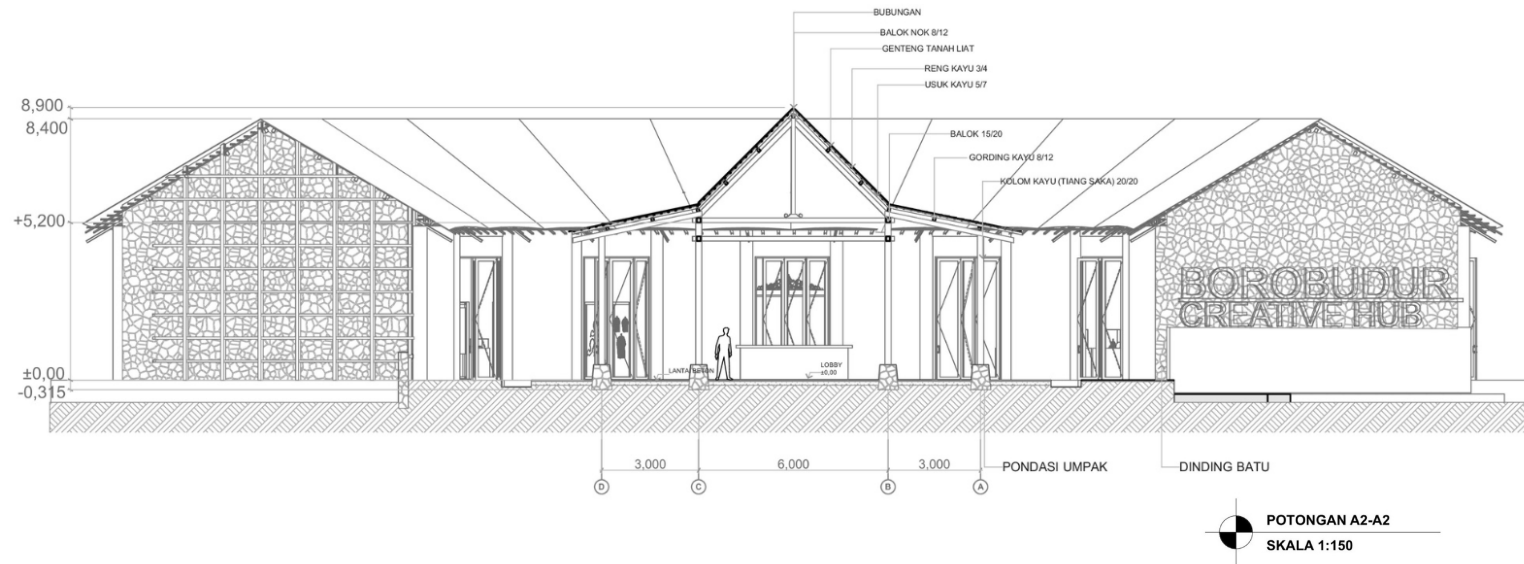 BUBUNGAN
BALOK NOK 8/12
GENTENG TANAH LIAT
RENG KAYU 3/4
USUK KAYU 5/7
8,900
8,400
BALOK 15/20
GORDING KAYU 8/12
KOLOM KAYU (TIANG SAKA) 20/20
+5,200
BOROBUDUR
CREATIVE HUB
±0,00
LANTAI BETON
LOBBY
±0,00
-0,315
3,000
6,000
3,000
PONDASI UMPAK
DINDING BATU
D
C
B
A
POTONGAN A2-A2
SKALA 1:150